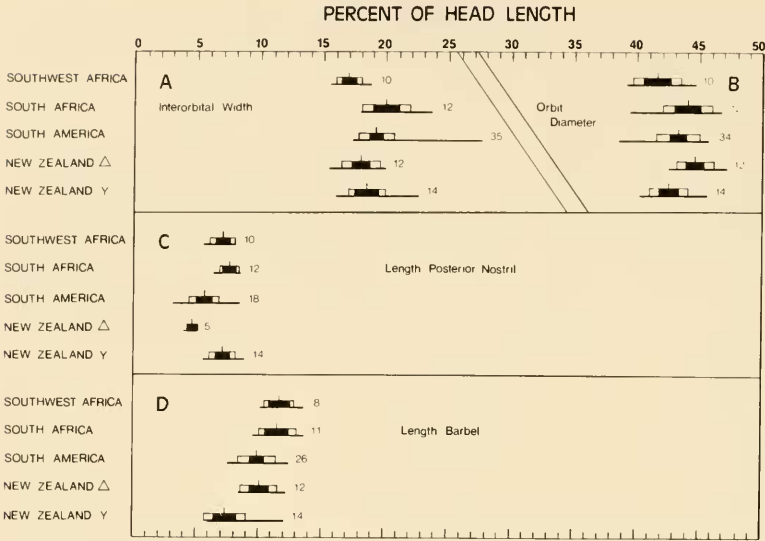 PERCENT OF HEAD LENGTH
0 5 10 15 20 25 30 35 40 45 50
A B
Interorbital Width
Orbit
Diameter
SOUTHWEST AFRICA 10 10
SOUTH AFRICA 12
SOUTH AMERICA 35 34
NEW ZEALAND △ 12
NEW ZEALAND Y 14 14
C
Length Posterior Nostril
SOUTHWEST AFRICA 10
SOUTH AFRICA 12
SOUTH AMERICA 18
NEW ZEALAND △ 5
NEW ZEALAND Y 14
D
Length Barbel
SOUTHWEST AFRICA 8
SOUTH AFRICA 11
SOUTH AMERICA 26
NEW ZEALAND △ 12
NEW ZEALAND Y 14